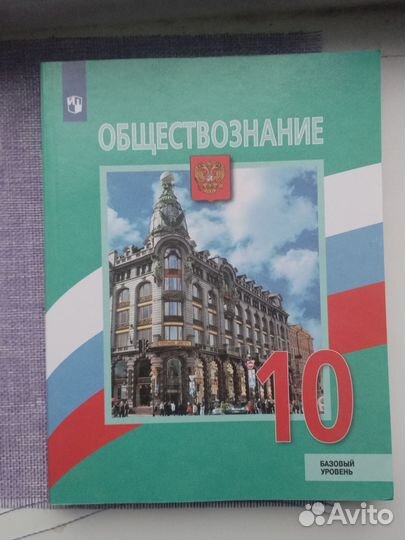 ОБЩЕСТВОЗНАНИЕ
10
БАЗОВЫЙ
УРОВЕНЬ
Avito